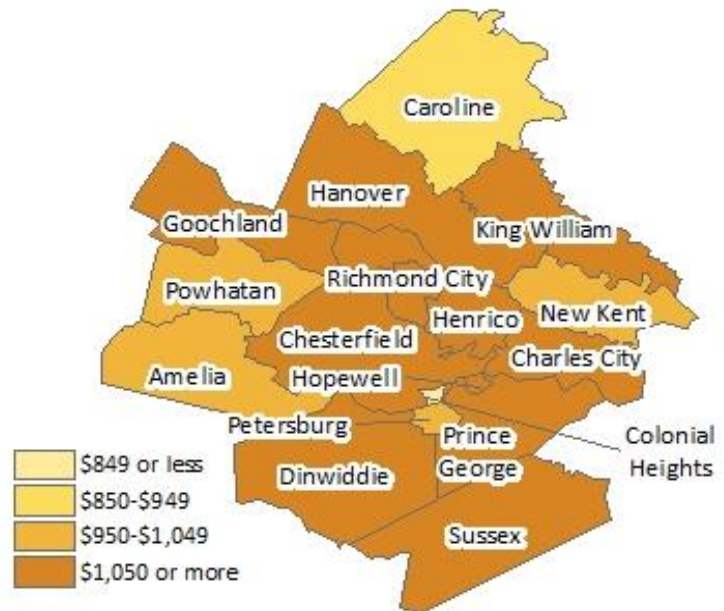 Caroline
Hanover
Goochland
King William
Richmond City
Powhatan
Henrico
New Kent
Chesterfield
Charles City
Amelia
Hopewell
Petersburg
Prince
George
Colonial
Heights
Dinwiddie
Sussex
$849 or less
$850-$949
$950-$1,049
$1,050 or more